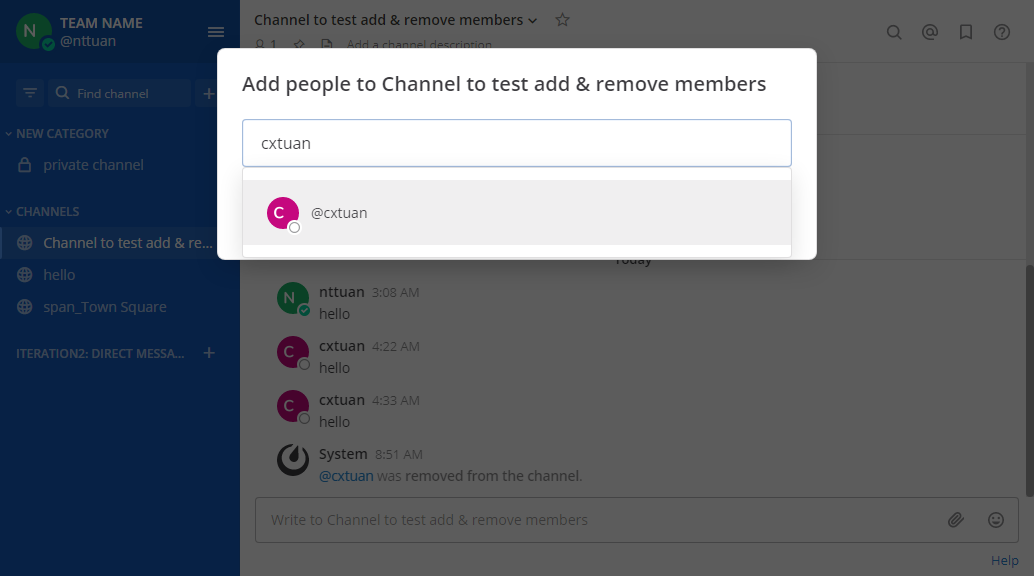 N
TEAM NAME
@nttuan
Find channel
NEW CATEGORY
private channel
CHANNELS
Channel to test add & re...
hello
span_Town Square
ITERATION2: DIRECT MESSA...
Channel to test add & remove members
1
Add a channel description
Add people to Channel to test add & remove members
cxtuan
C
@cxtuan
Today
N
nttuan 3:08 AM
hello
C
cxtuan 4:22 AM
hello
C
cxtuan 4:33 AM
hello
System 8:51 AM
@cxtuan was removed from the channel.
Write to Channel to test add & remove members
Help